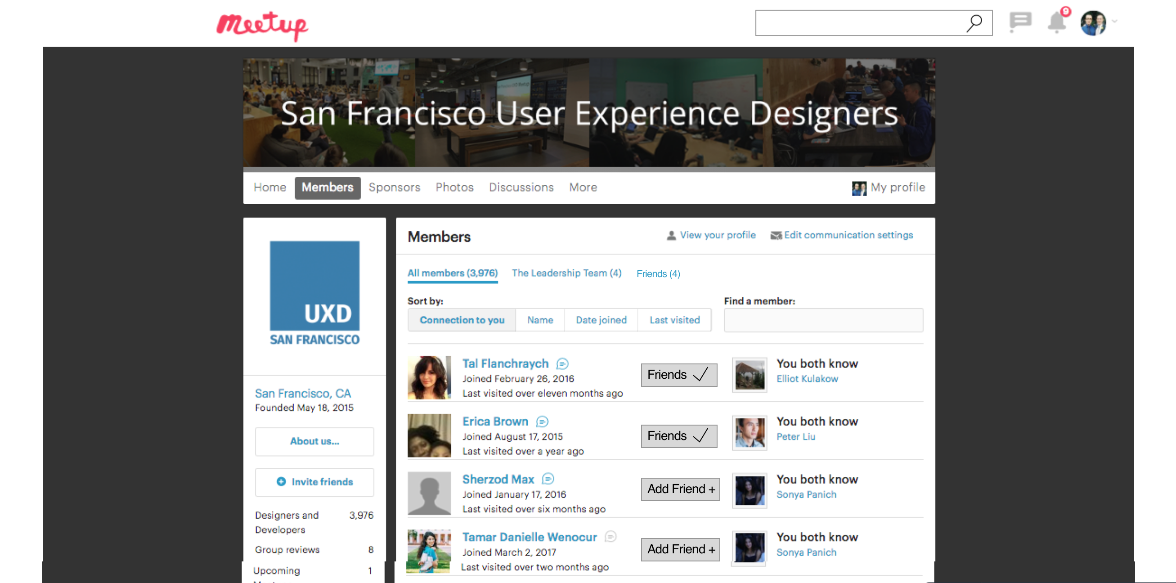 Meetup
9
San Francisco User Experience Designers
Home Members Sponsors Photos Discussions More My profile
UXD
SAN FRANCISCO
San Francisco, CA
Founded May 18, 2015
About us...
Invite friends
Designers and Developers 3,976
Group reviews 8
Upcoming 1
Members View your profile Edit communication settings
All members (3,976) The Leadership Team (4) Friends (4)
Sort by: Find a member:
Connection to you Name Date joined Last visited
Tal Flanchraych
Joined February 26, 2016
Last visited over eleven months ago
Friends
You both know
Elliot Kulakow
Erica Brown
Joined August 17, 2015
Last visited over a year ago
Friends
You both know
Peter Liu
Sherzod Max
Joined January 17, 2016
Last visited over six months ago
Add Friend +
You both know
Sonya Panich
Tamar Danielle Wenocur
Joined March 2, 2017
Last visited over two months ago
Add Friend +
You both know
Sonya Panich